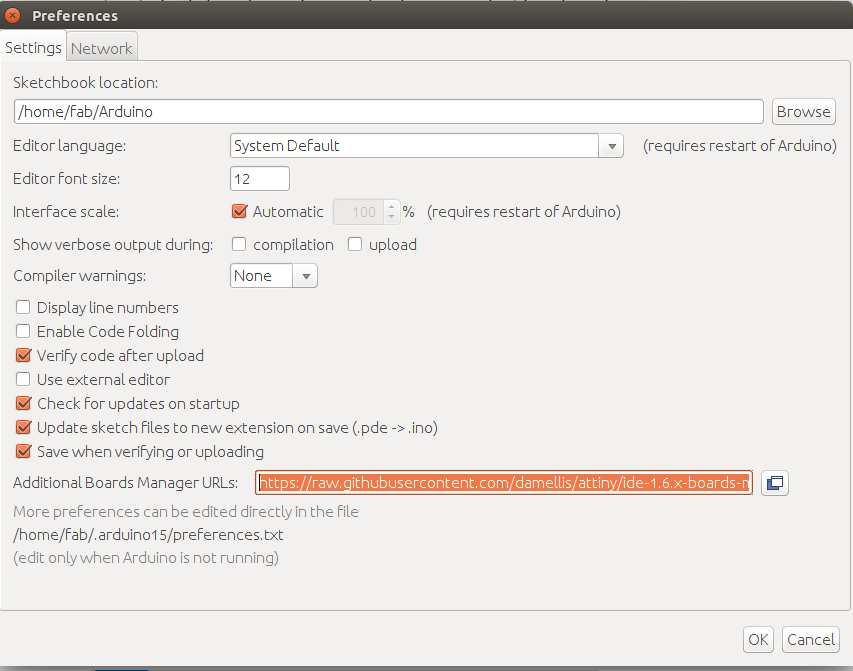 Preferences
Settings Network
Sketchbook location:
/home/fab/Arduino Browse
Editor language: System Default (requires restart of Arduino)
Editor font size: 12
Interface scale: Automatic 100 % (requires restart of Arduino)
Show verbose output during: compilation upload
Compiler warnings: None
Display line numbers
Enable Code Folding
Verify code after upload
Use external editor
Check for updates on startup
Update sketch files to new extension on save (.pde -> .ino)
Save when verifying or uploading
Additional Boards Manager URLs: https://raw.githubusercontent.com/damellis/attiny/ide-1.6.x-boards-
More preferences can be edited directly in the file
/home/fab/.arduino15/preferences.txt
(edit only when Arduino is not running)
OK Cancel